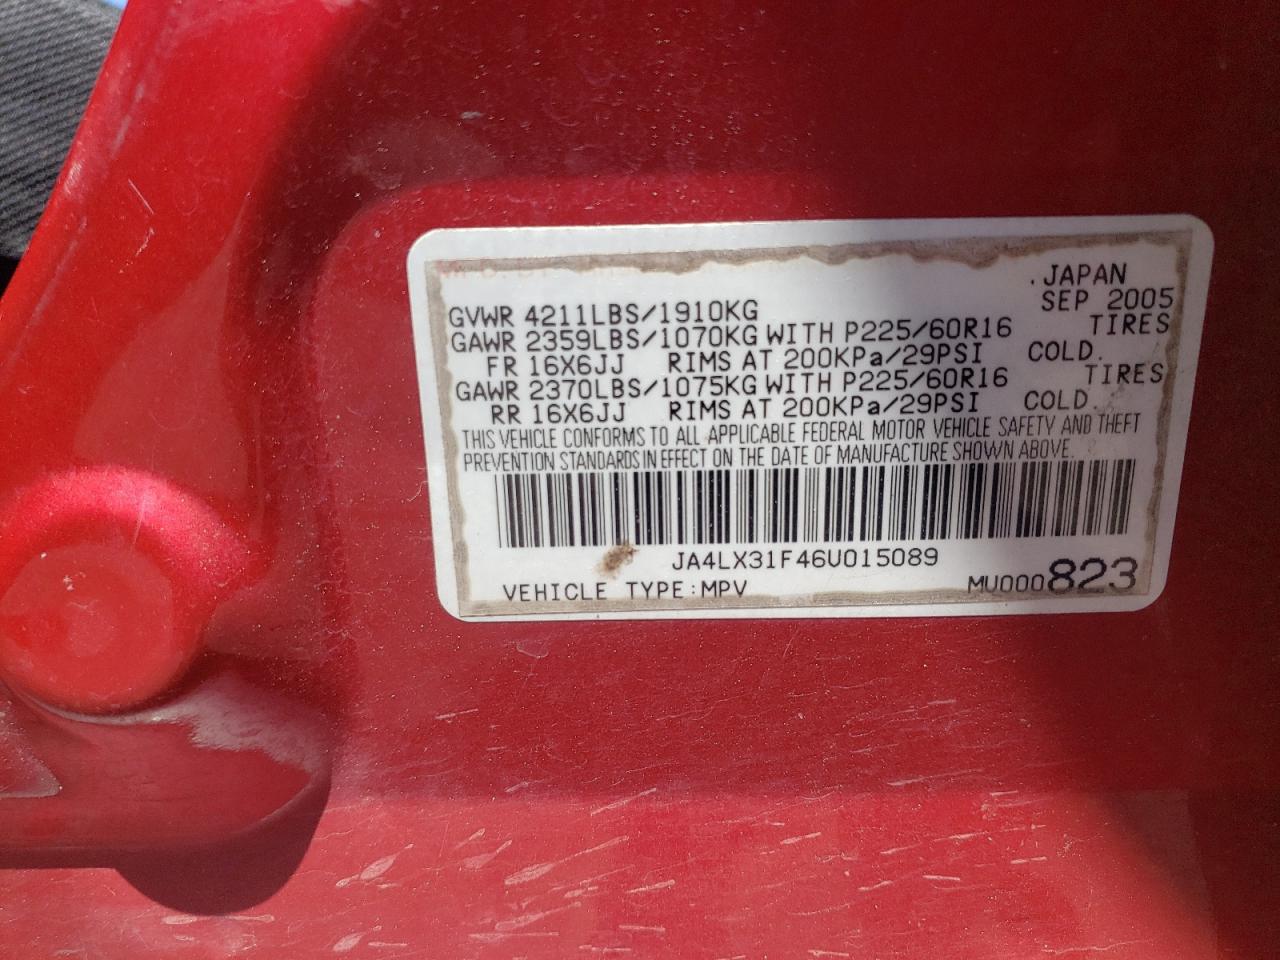 .JAPAN
SEP 2005
GVWR 4211LBS/1910KG
GAWR 2359LBS/1070KG WITH P225/60R16 TIRES
FR 16X6JJ RIMS AT 200KPa/29PSI COLD.
GAWR 2370LBS/1075KG WITH P225/60R16 TIRES
RR 16X6JJ RIMS AT 200KPa/29PSI COLD.
THIS VEHICLE CONFORMS TO ALL APPLICABLE FEDERAL MOTOR VEHICLE SAFETY AND THEFT
PREVENTION STANDARDS IN EFFECT ON THE DATE OF MANUFACTURE SHOWN ABOVE.
JA4LX31F46U015089
VEHICLE TYPE:MPV MU000823